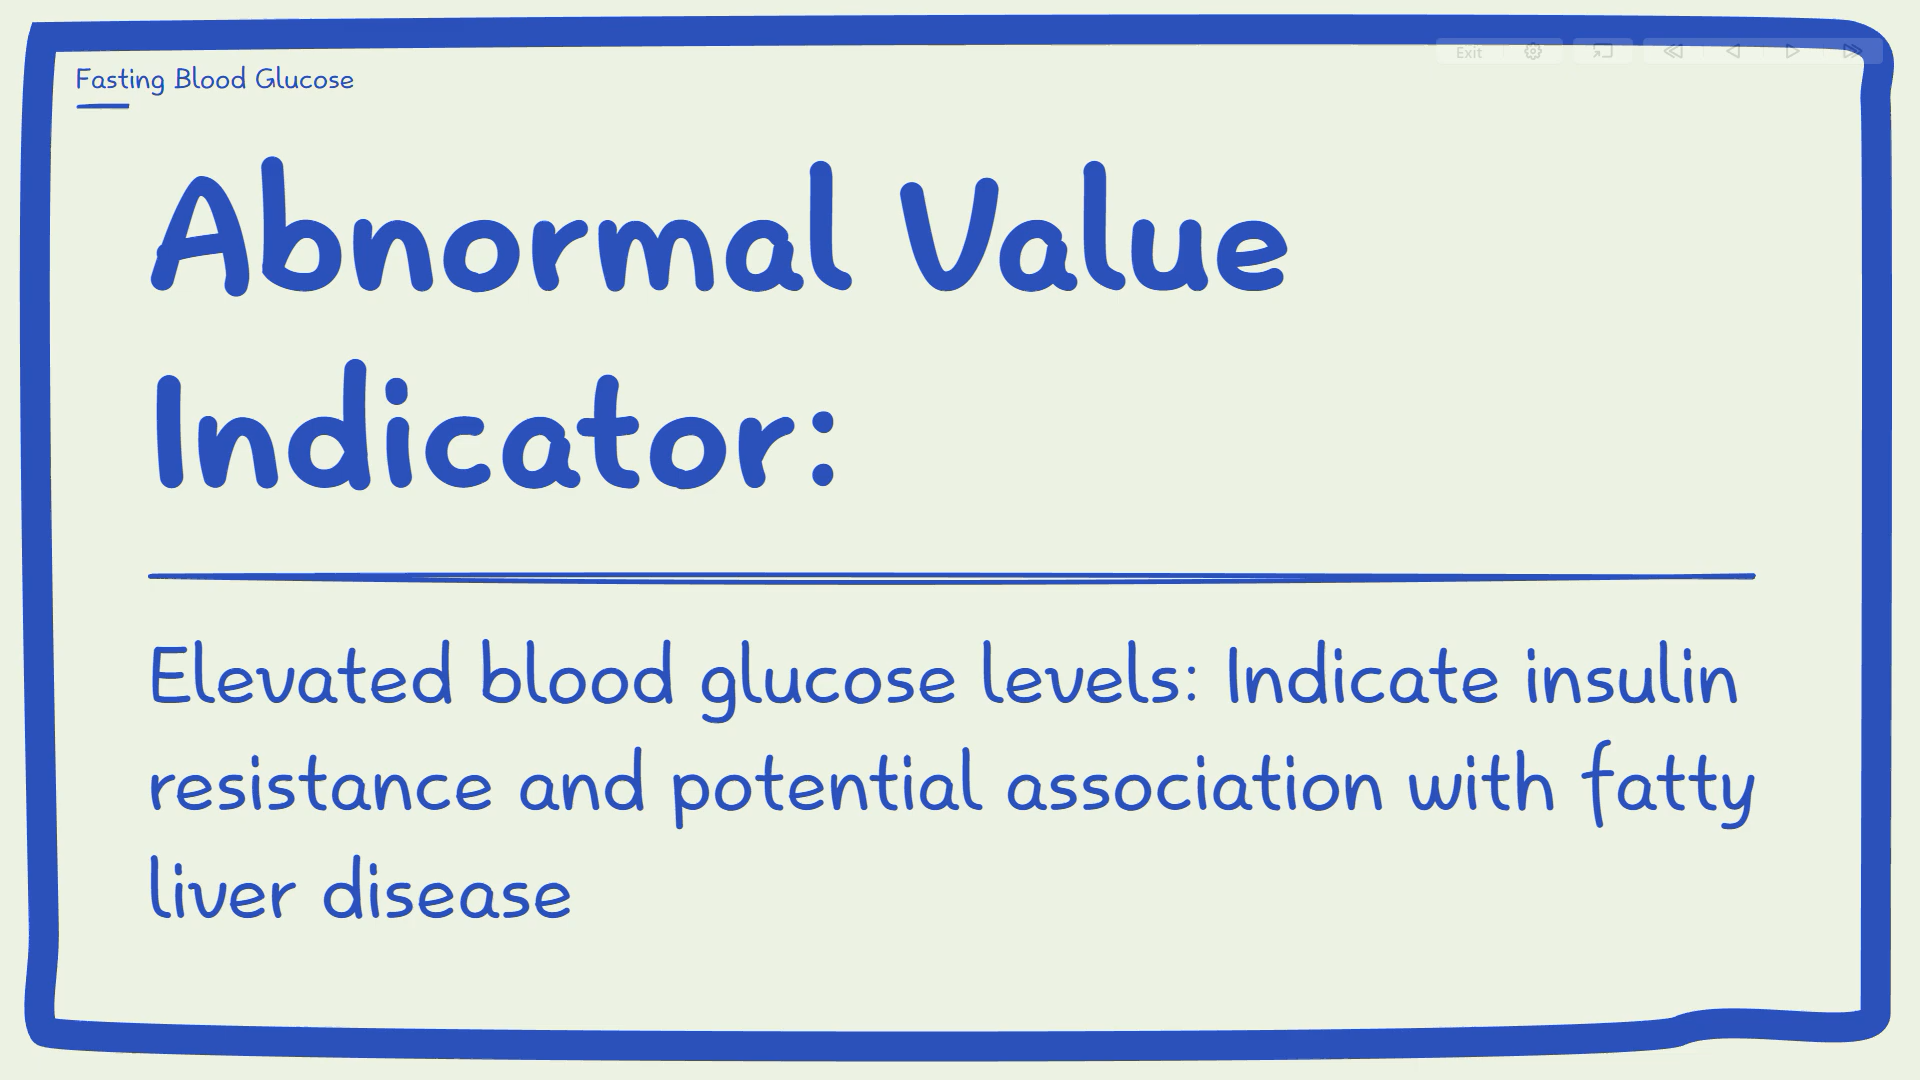 Exit
Fasting Blood Glucose
Abnormal Value
Indicator:
Elevated blood glucose levels: Indicate insulin
resistance and potential association with fatty
liver disease